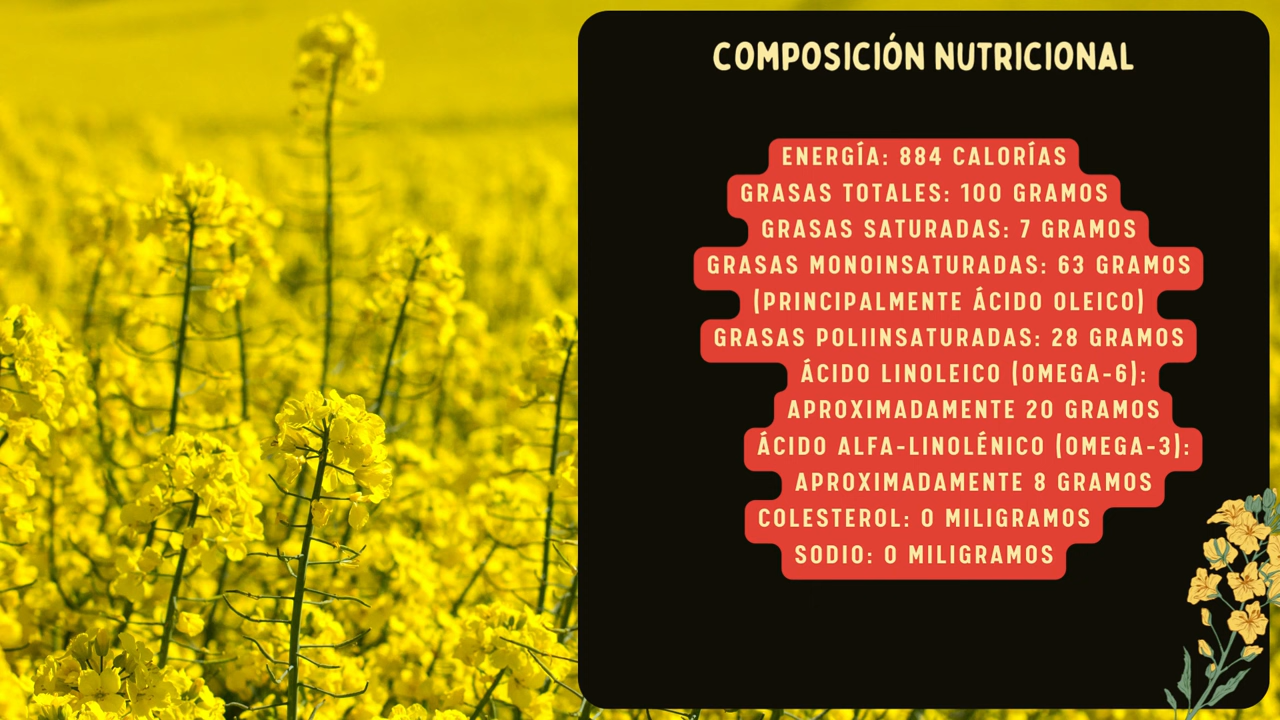 COMPOSICIÓN NUTRICIONAL
ENERGÍA: 884 CALORÍAS
GRASAS TOTALES: 100 GRAMOS
GRASAS SATURADAS: 7 GRAMOS
GRASAS MONOINSATURADAS: 63 GRAMOS
(PRINCIPALMENTE ÁCIDO OLEICO)
GRASAS POLIINSATURADAS: 28 GRAMOS
ÁCIDO LINOLEICO (OMEGA-6):
APROXIMADAMENTE 20 GRAMOS
ÁCIDO ALFA-LINOLÉNICO (OMEGA-3):
APROXIMADAMENTE 8 GRAMOS
COLESTEROL: 0 MILIGRAMOS
SODIO: 0 MILIGRAMOS